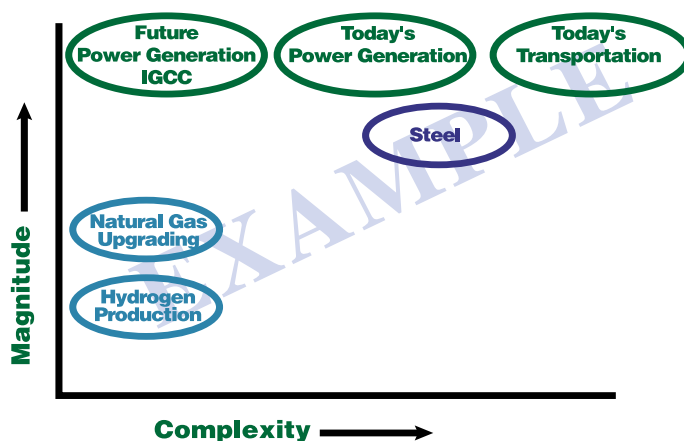 Future
Power Generation
IGCC
Today's
Power Generation
Today's
Transportation
Steel
EXAMPLE
Natural Gas
Upgrading
Hydrogen
Production
Magnitude
Complexity